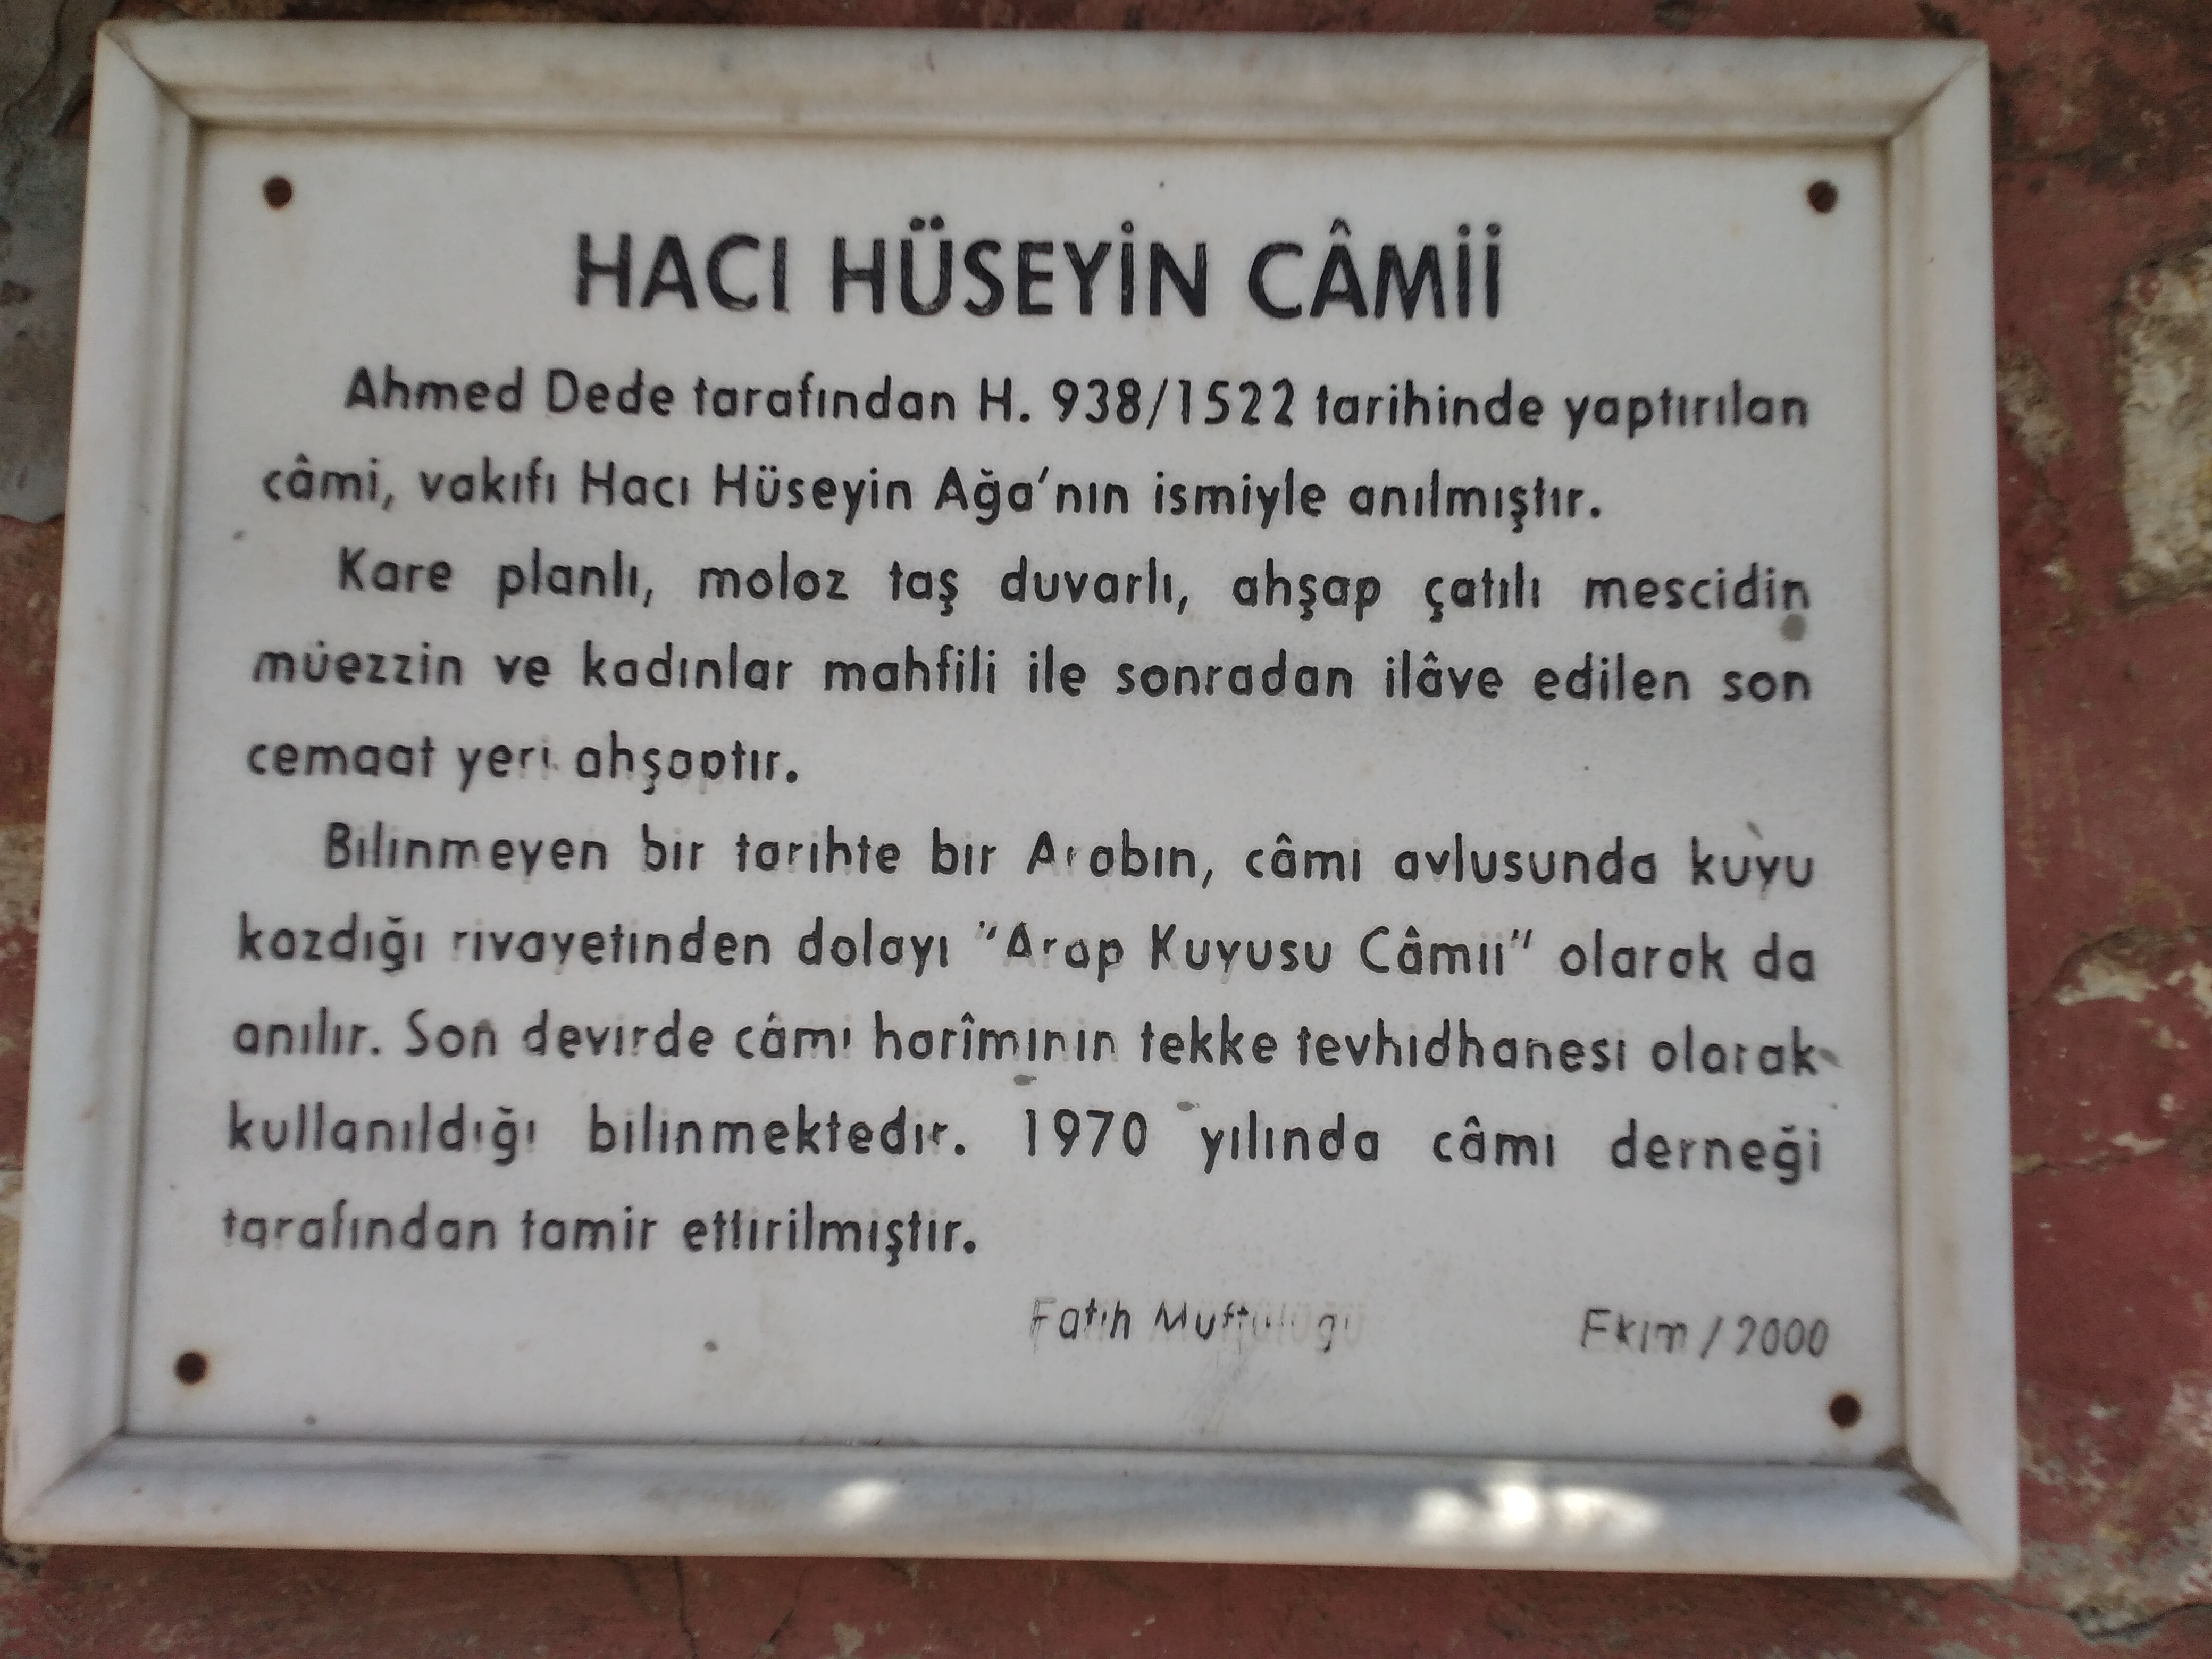 HACI HÜSEYİN CÂMİİ
Ahmed Dede tarafından H. 938/1522 tarihinde yaptırılan
câmi, vakıfı Hacı Hüseyin Ağa'nın ismiyle anılmıştır.
Kare planlı, moloz taş duvarlı, ahşap çatılı mescidin
müezzin ve kadınlar mahfili ile sonradan ilâve edilen son
cemaat yeri ahşaptır.
Bilinmeyen bir tarihte bir Arabın, câmi avlusunda kuyu
kazdığı rivayetinden dolayı "Arap Kuyusu Câmii" olarak da
anılır. Son devirde câmi harîminin tekke tevhidhanesi olarak
kullanıldığı bilinmektedir. 1970 yılında câmi derneği
tarafından tamir ettirilmiştir.
Fatih Müftülüğü Ekim / 2000